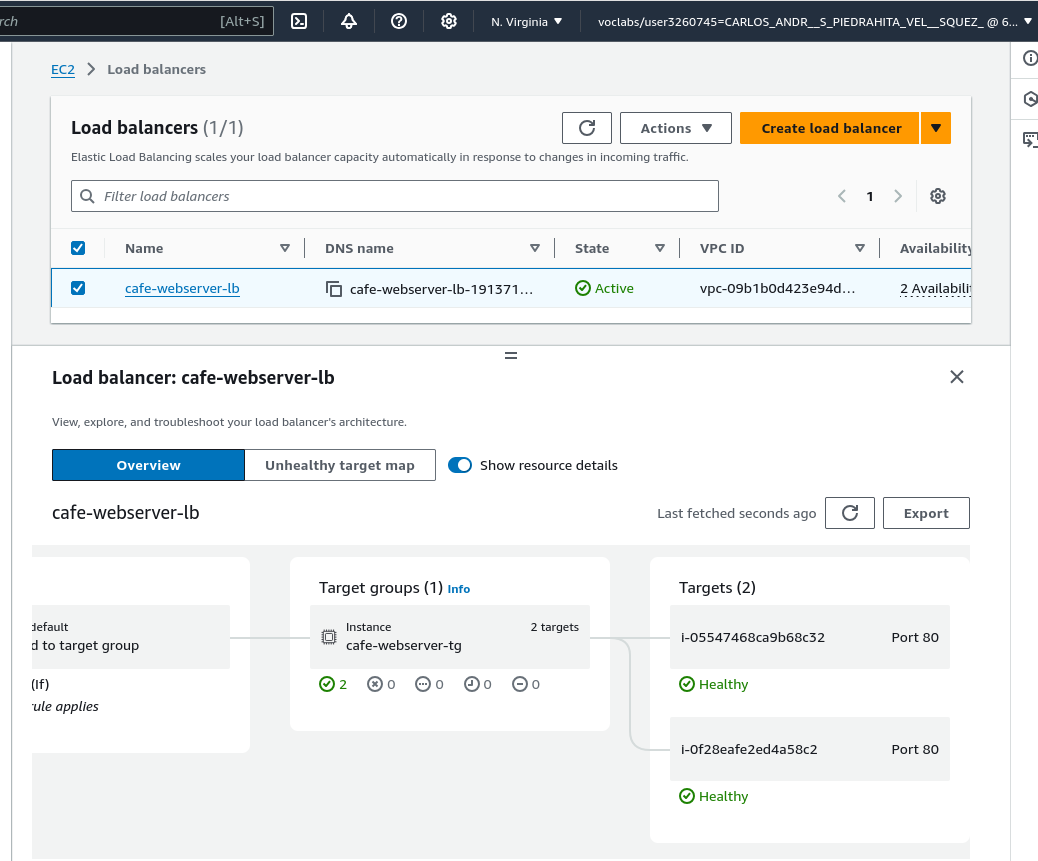 rch [Alt+S] N. Virginia voclabs/user3260745=CARLOS_ANDR__S_PIEDRAHITA_VEL__SQUEZ_ @ 6...
EC2 Load balancers
Load balancers (1/1) Actions Create load balancer
Elastic Load Balancing scales your load balancer capacity automatically in response to changes in incoming traffic.
Filter load balancers 1
Name DNS name State VPC ID Availability
cafe-webserver-lb cafe-webserver-lb-191371... Active vpc-09b1b0d423e94d... 2 Availabili
Load balancer: cafe-webserver-lb
View, explore, and troubleshoot your load balancer's architecture.
Overview Unhealthy target map Show resource details
cafe-webserver-lb Last fetched seconds ago Export
default
d to target group
(If)
rule applies
Target groups (1) Info
Instance 2 targets
cafe-webserver-tg
2 0 0 0 0
Targets (2)
i-05547468ca9b68c32 Port 80
Healthy
i-0f28eafe2ed4a58c2 Port 80
Healthy